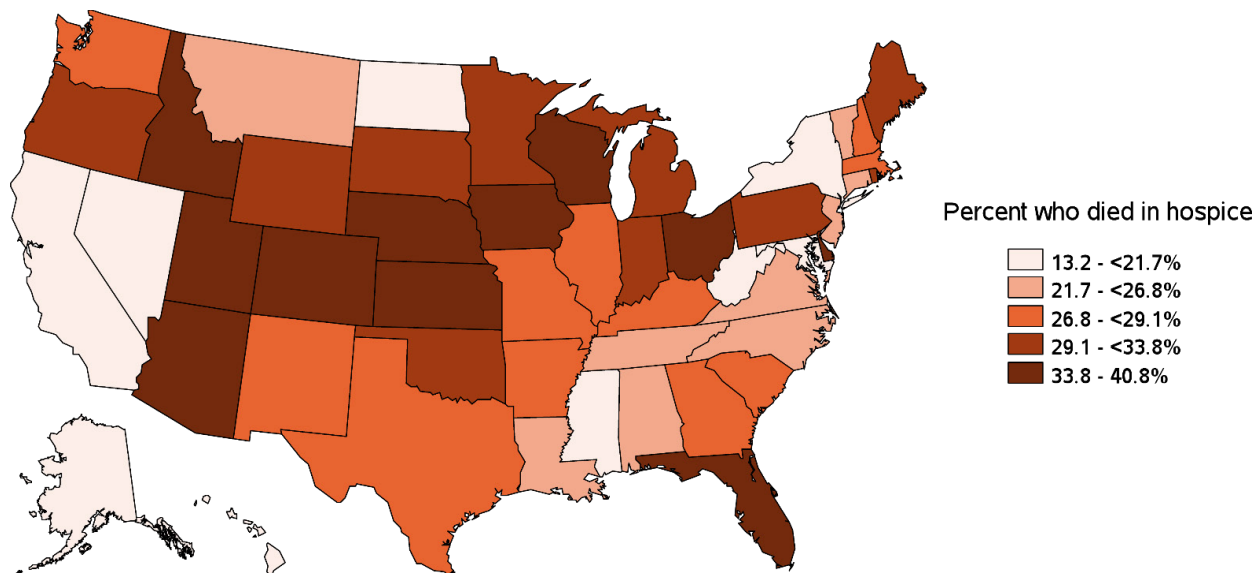 Percent who died in hospice
13.2 - <21.7%
21.7 - <26.8%
26.8 - <29.1%
29.1 - <33.8%
33.8 - 40.8%